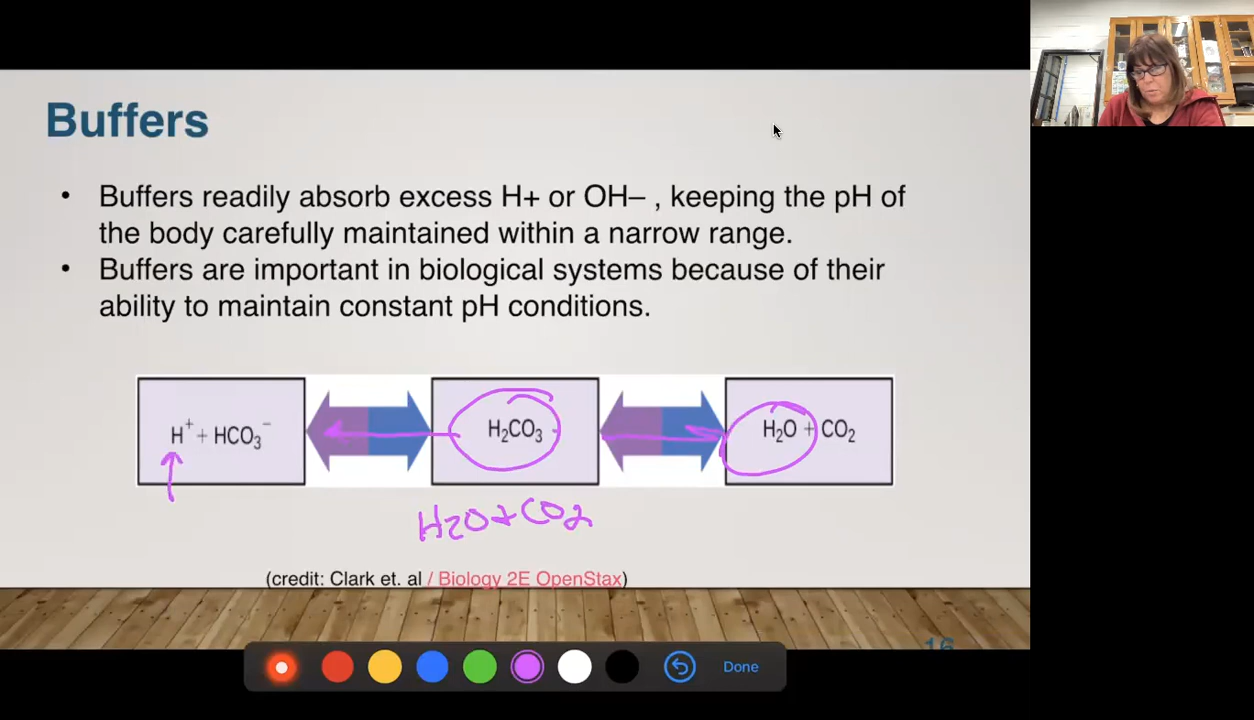 Buffers
• Buffers readily absorb excess H+ or OH– , keeping the pH of
the body carefully maintained within a narrow range.
• Buffers are important in biological systems because of their
ability to maintain constant pH conditions.
H⁺ + HCO₃⁻ H₂CO₃ H₂O + CO₂
H₂O + CO₂
(credit: Clark et. al / Biology 2E OpenStax)
16
Done